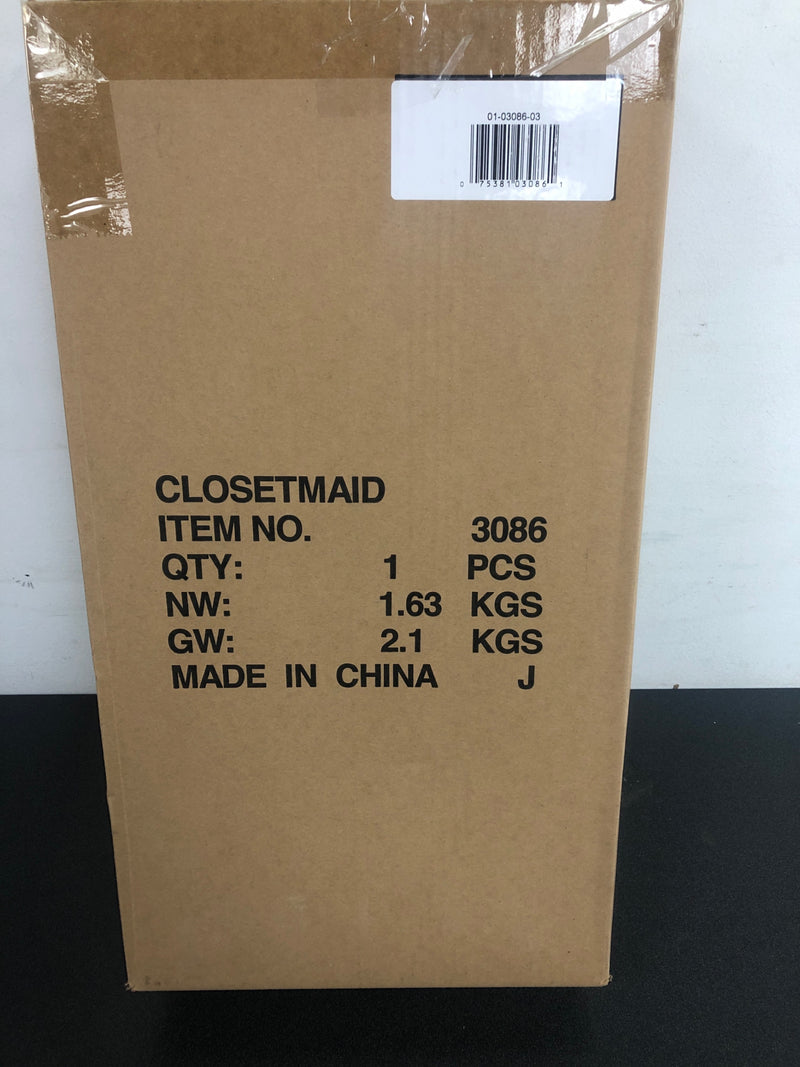 01-03086-03
0 75381 03086 1
CLOSETMAID
ITEM NO. 3086
QTY: 1 PCS
NW: 1.63 KGS
GW: 2.1 KGS
MADE IN CHINA J